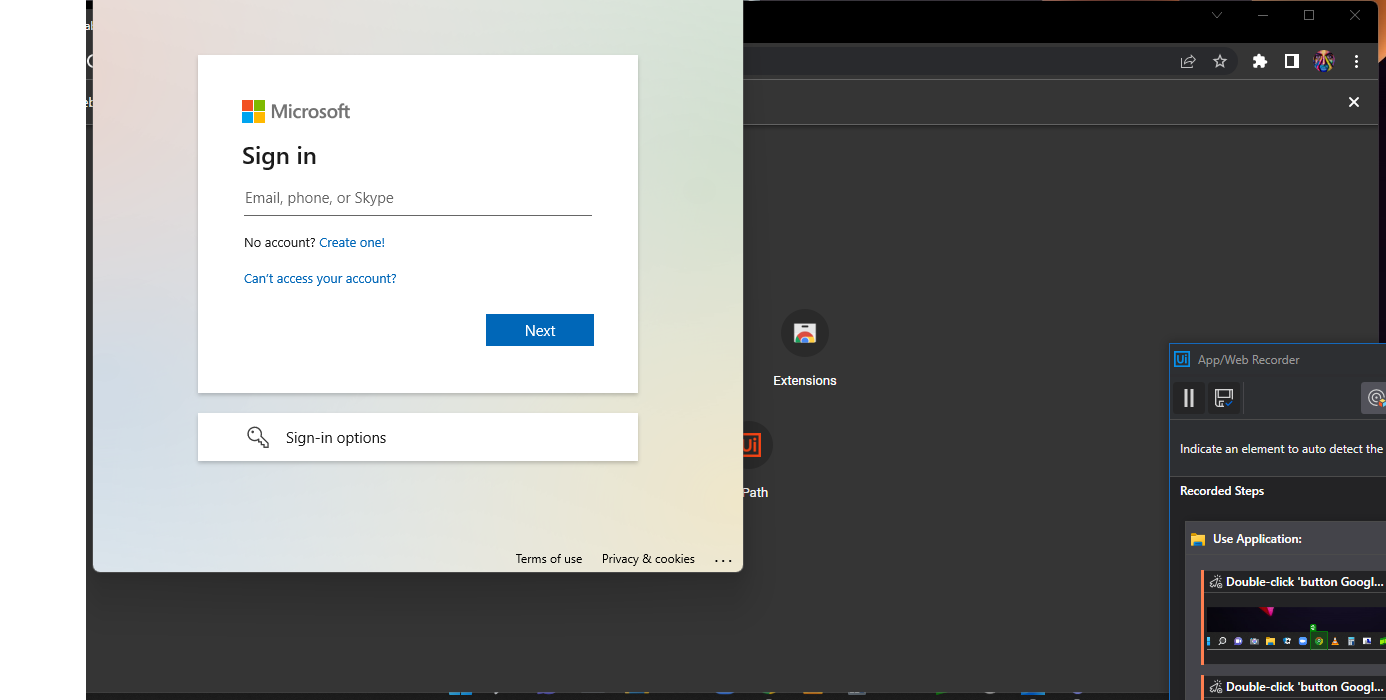 Microsoft
Sign in
Email, phone, or Skype
No account? Create one!
Can't access your account?
Next
Sign-in options
Terms of use Privacy & cookies ...
Extensions
Ui
Path
Ui App/Web Recorder
Indicate an element to auto detect the
Recorded Steps
Use Application:
Double-click 'button Googl...
Double-click 'button Googl...